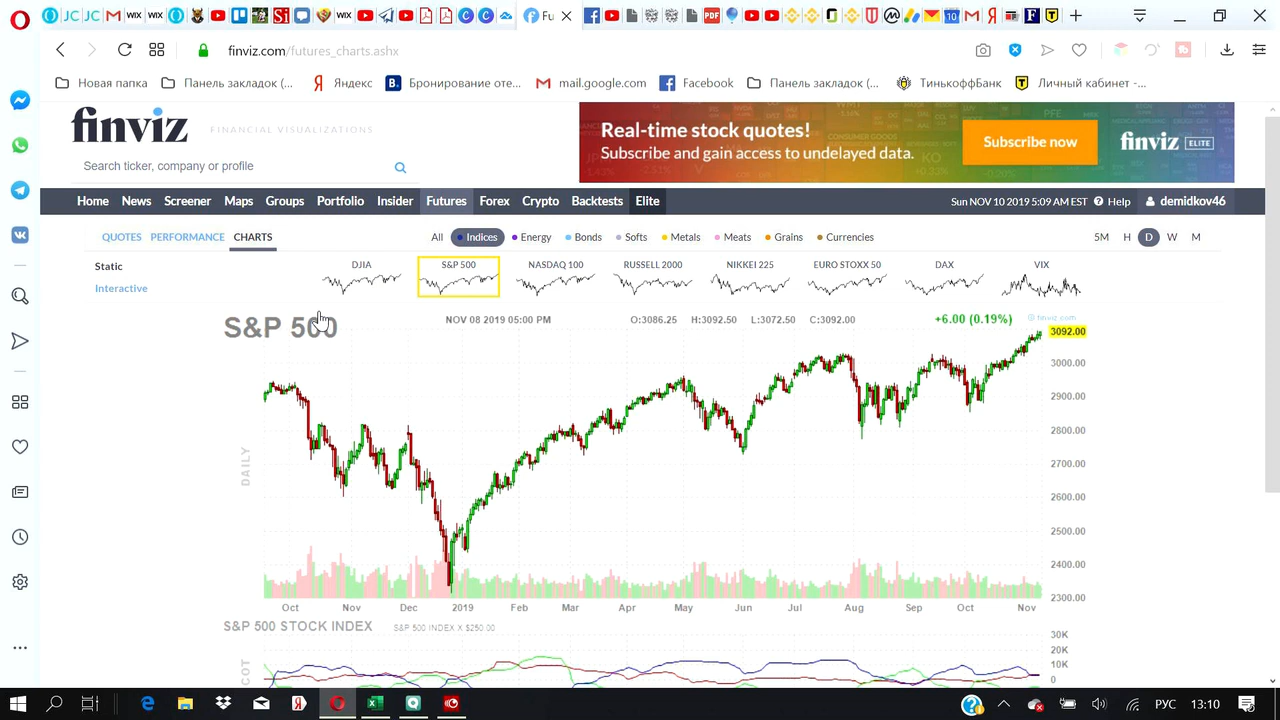 Fu
WIX
WIX
WIX
PDF
10
finviz.com/futures_charts.ashx
Новая папка
Панель закладок (...
Яндекс
Бронирование оте...
mail.google.com
Facebook
Панель закладок (...
ТинькоффБанк
Личный кабинет -...
finviz
FINANCIAL VISUALIZATIONS
Search ticker, company or profile
Real-time stock quotes!
Subscribe and gain access to undelayed data.
Subscribe now
finviz ELITE
Home News Screener Maps Groups Portfolio Insider Futures Forex Crypto Backtests Elite
Sun NOV 10 2019 5:09 AM EST Help demidkov46
QUOTES PERFORMANCE CHARTS
All Indices Energy Bonds Softs Metals Meats Grains Currencies
5M H D W M
Static
Interactive
DJIA S&P 500 NASDAQ 100 RUSSELL 2000 NIKKEI 225 EURO STOXX 50 DAX VIX
S&P 500
NOV 08 2019 05:00 PM
O:3086.25 H:3092.50 L:3072.50 C:3092.00
+6.00 (0.19%)
© finviz.com
3092.00
3000.00
2900.00
2800.00
2700.00
2600.00
2500.00
2400.00
2300.00
DAILY
Oct Nov Dec 2019 Feb Mar Apr May Jun Jul Aug Sep Oct Nov
S&P 500 STOCK INDEX
S&P 500 INDEX X $250.00
30K
20K
10K
0
COT
РУС
13:10